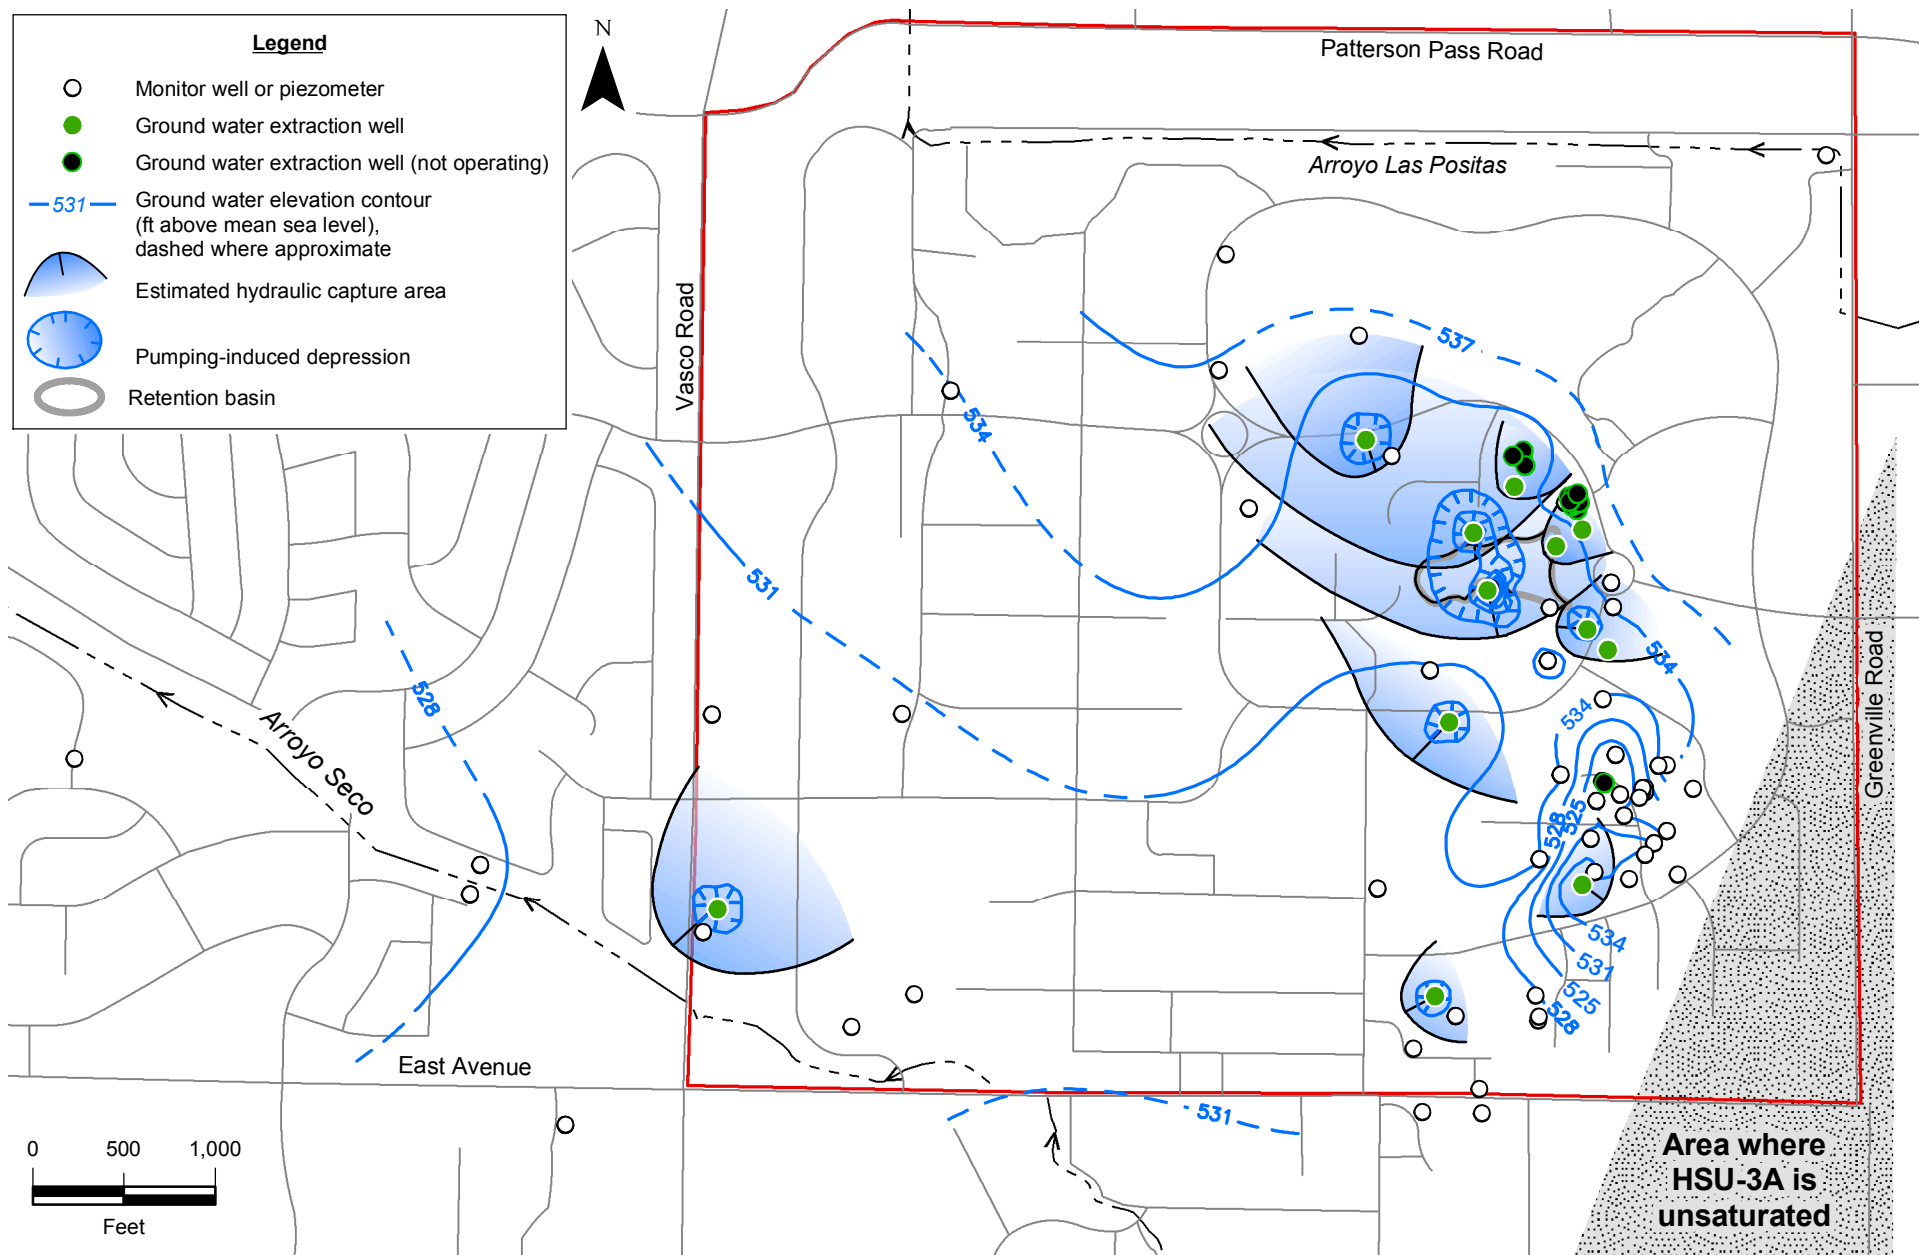 Legend
Monitor well or piezometer
Ground water extraction well
Ground water extraction well (not operating)
531
Ground water elevation contour
(ft above mean sea level),
dashed where approximate
Estimated hydraulic capture area
Pumping-induced depression
Retention basin
N
Patterson Pass Road
Arroyo Las Positas
Vasco Road
537
534
531
528
534
Greenville Road
534
Arroyo Seco
528
525
534
531
525
528
East Avenue
531
0 500 1,000
Feet
Area where
HSU-3A is
unsaturated